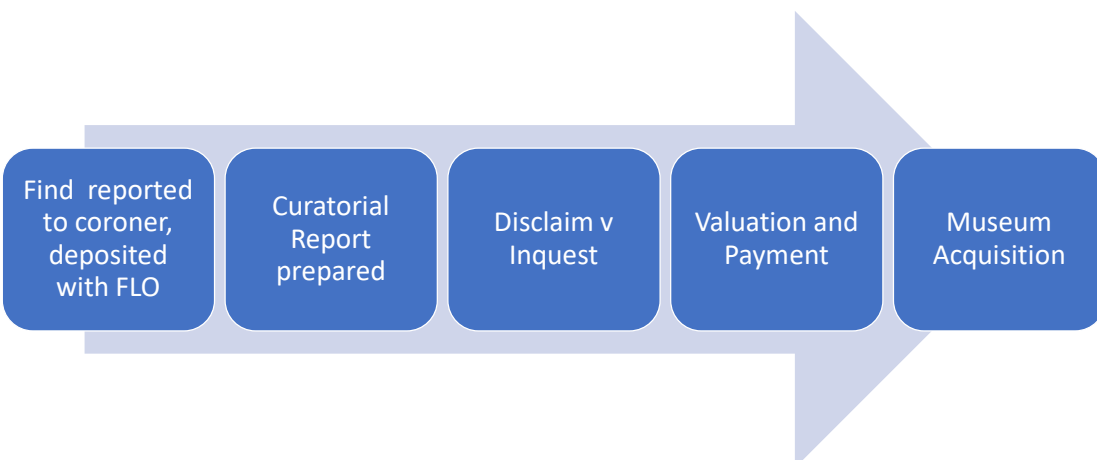 Find  reported
to coroner,
deposited
with FLO
Curatorial
Report
prepared
Disclaim v
Inquest
Valuation and
Payment
Museum
Acquisition